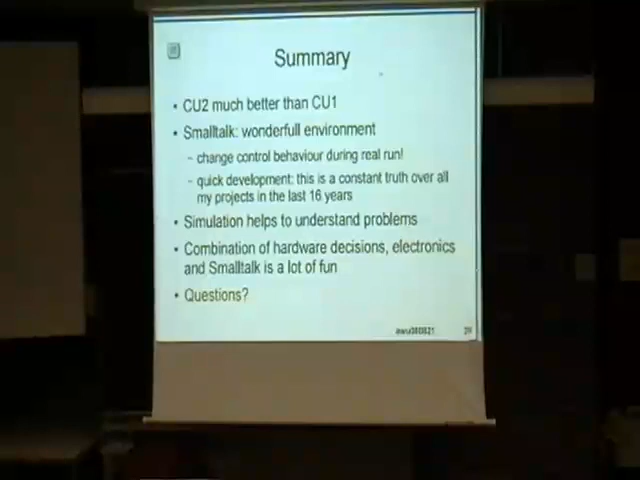 Summary
• CU2 much better than CU1
• Smalltalk: wonderfull environment
- change control behaviour during real run!
- quick development: this is a constant truth over all
my projects in the last 16 years
• Simulation helps to understand problems
• Combination of hardware decisions, electronics
and Smalltalk is a lot of fun
• Questions?